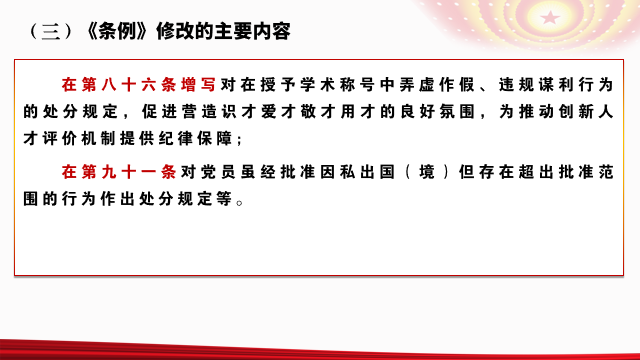 （三）《条例》修改的主要内容
在第八十六条增写对在授予学术称号中弄虚作假、违规谋利行为
的处分规定，促进营造识才爱才敬才用才的良好氛围，为推动创新人
才评价机制提供纪律保障；
在第九十一条对党员虽经批准因私出国（境）但存在超出批准范
围的行为作出处分规定等。